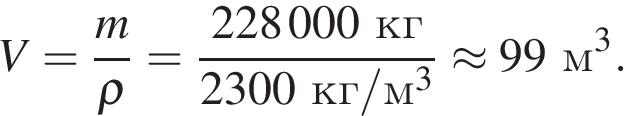 V = m/ρ = 228 000 кг / 2300 кг/м³ ≈ 99 м³.